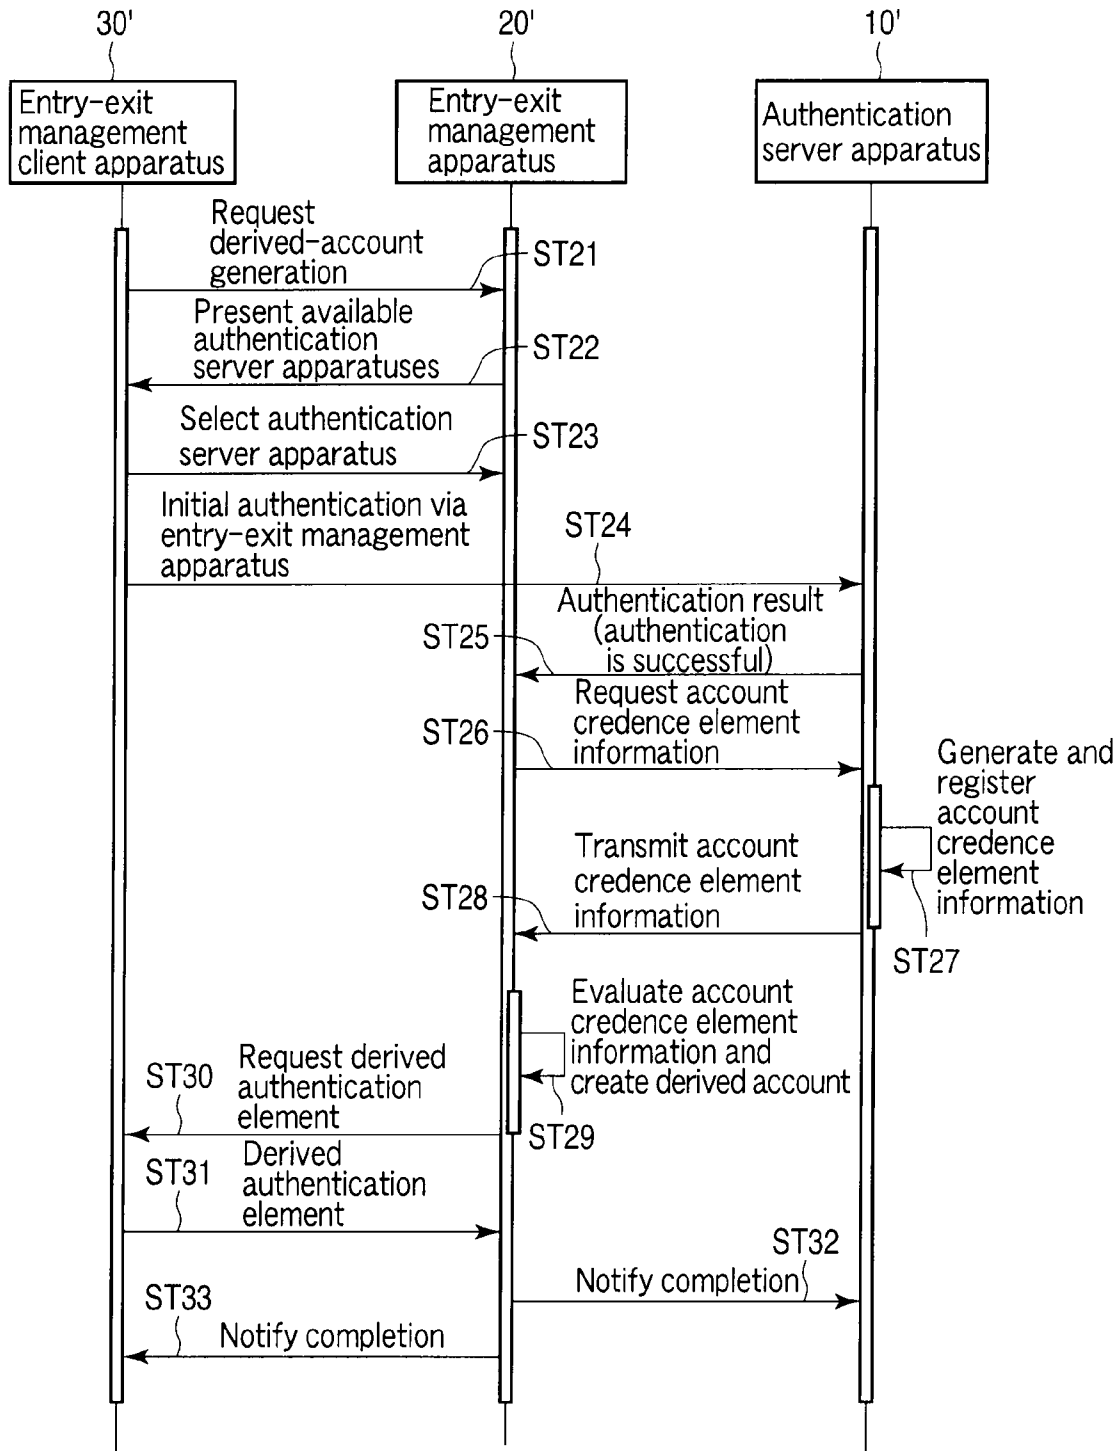 30'
20'
10'
Entry-exit
management
client apparatus
Entry-exit
management
apparatus
Authentication
server apparatus
Request
derived-account
generation
ST21
Present available
authentication
server apparatuses
ST22
Select authentication
server apparatus
ST23
Initial authentication via
entry-exit management
apparatus
ST24
Authentication result
(authentication
is successful)
ST25
Request account
credence element
information
ST26
Generate and
register
account
credence
element
information
ST27
Transmit account
credence element
information
ST28
Evaluate account
credence element
information and
create derived account
ST29
Request derived
authentication
element
ST30
Derived
authentication
element
ST31
ST32
Notify completion
ST33
Notify completion